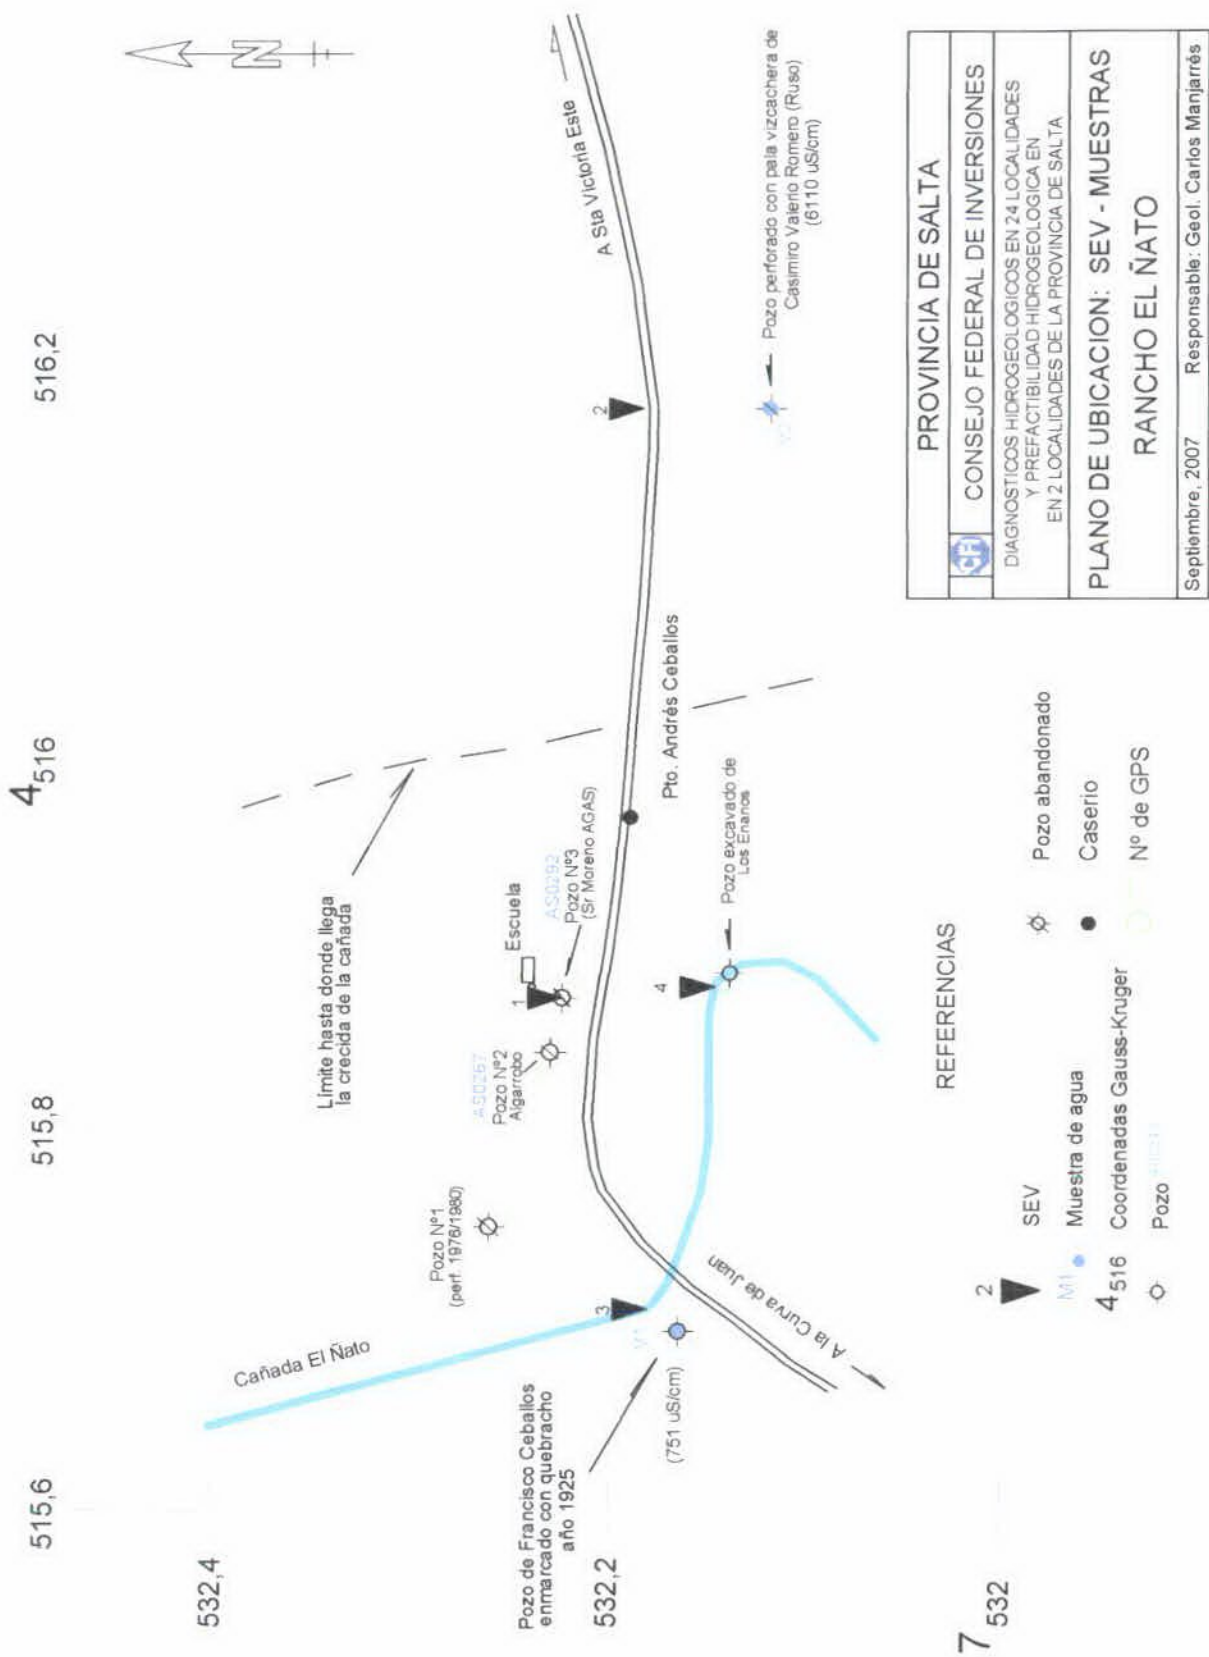 4516
515,6
515,8
516,2
N
532,4
532,2
7532
Cañada El Ñato
Límite hasta donde llega
la crecida de la cañada
Pozo Nº1
(perf. 1976/1980)
AS0267
Pozo Nº2
Algarrobo
1
Escuela
AS0292
Pozo Nº3
(Sr Moreno AGAS)
A Sta Victoria Este
2
3
Pozo de Francisco Ceballos
enmarcado con quebracho
año 1925
(751 uS/cm)
A la Curva de Juan
4
Pozo excavado de
Los Enanos
Pto. Andrés Ceballos
Pozo perforado con pala vizcachera de
Casimiro Valerio Romero (Ruso)
(6110 uS/cm)
REFERENCIAS
2
SEV
M1
Muestra de agua
4516
Coordenadas Gauss-Kruger
Pozo
Pozo abandonado
Caserio
Nº de GPS
PROVINCIA DE SALTA
CFI
CONSEJO FEDERAL DE INVERSIONES
DIAGNOSTICOS HIDROGEOLOGICOS EN 24 LOCALIDADES
Y PREFACTIBILIDAD HIDROGEOLOGICA EN
EN 2 LOCALIDADES DE LA PROVINCIA DE SALTA
PLANO DE UBICACION: SEV - MUESTRAS
RANCHO EL ÑATO
Septiembre, 2007
Responsable: Geol. Carlos Manjarrés